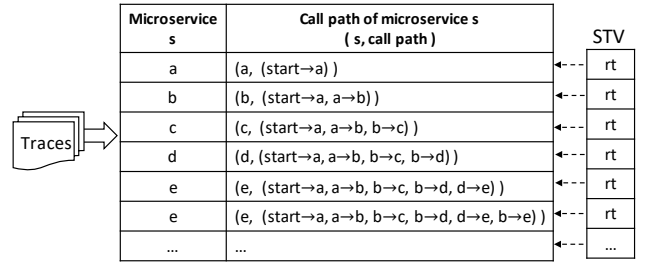 Microservice s Call path of microservice s ( s, call path ) STV
a (a, (start→a) ) rt
b (b, (start→a, a→b) ) rt
c (c, (start→a, a→b, b→c) ) rt
Traces
d (d, (start→a, a→b, b→c, b→d) ) rt
e (e, (start→a, a→b, b→c, b→d, d→e) ) rt
e (e, (start→a, a→b, b→c, b→d, d→e, b→e) ) rt
... ... ...